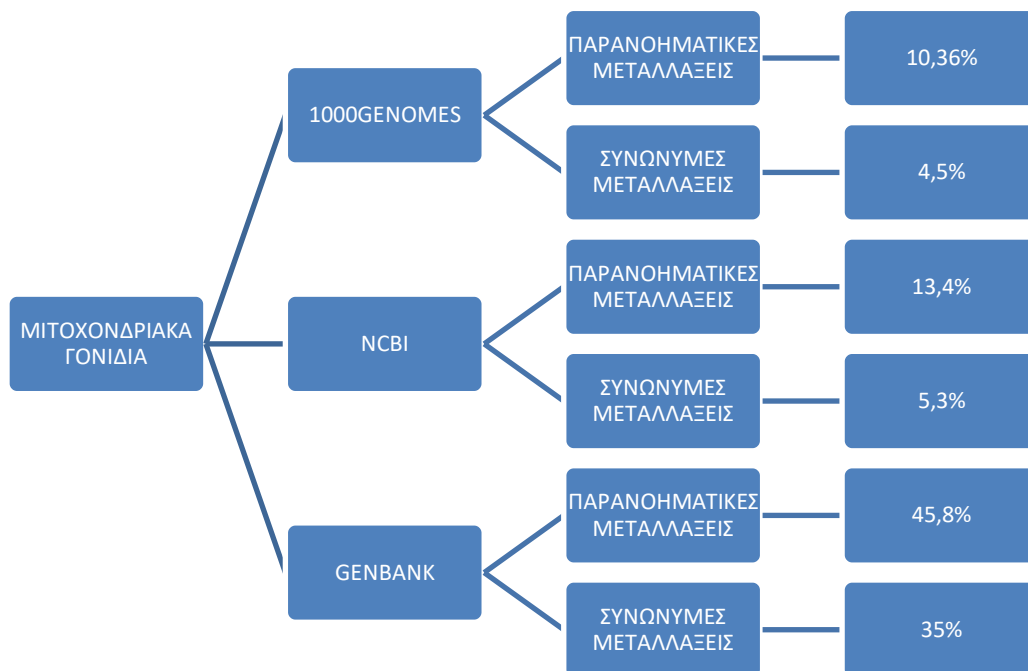 ΜΙΤΟΧΟΝΔΡΙΑΚΑ
ΓΟΝΙΔΙΑ
1000GENOMES
ΠΑΡΑΝΟΗΜΑΤΙΚΕΣ
ΜΕΤΑΛΛΑΞΕΙΣ
10,36%
ΣΥΝΩΝΥΜΕΣ
ΜΕΤΑΛΛΑΞΕΙΣ
4,5%
NCBI
ΠΑΡΑΝΟΗΜΑΤΙΚΕΣ
ΜΕΤΑΛΛΑΞΕΙΣ
13,4%
ΣΥΝΩΝΥΜΕΣ
ΜΕΤΑΛΛΑΞΕΙΣ
5,3%
GENBANK
ΠΑΡΑΝΟΗΜΑΤΙΚΕΣ
ΜΕΤΑΛΛΑΞΕΙΣ
45,8%
ΣΥΝΩΝΥΜΕΣ
ΜΕΤΑΛΛΑΞΕΙΣ
35%